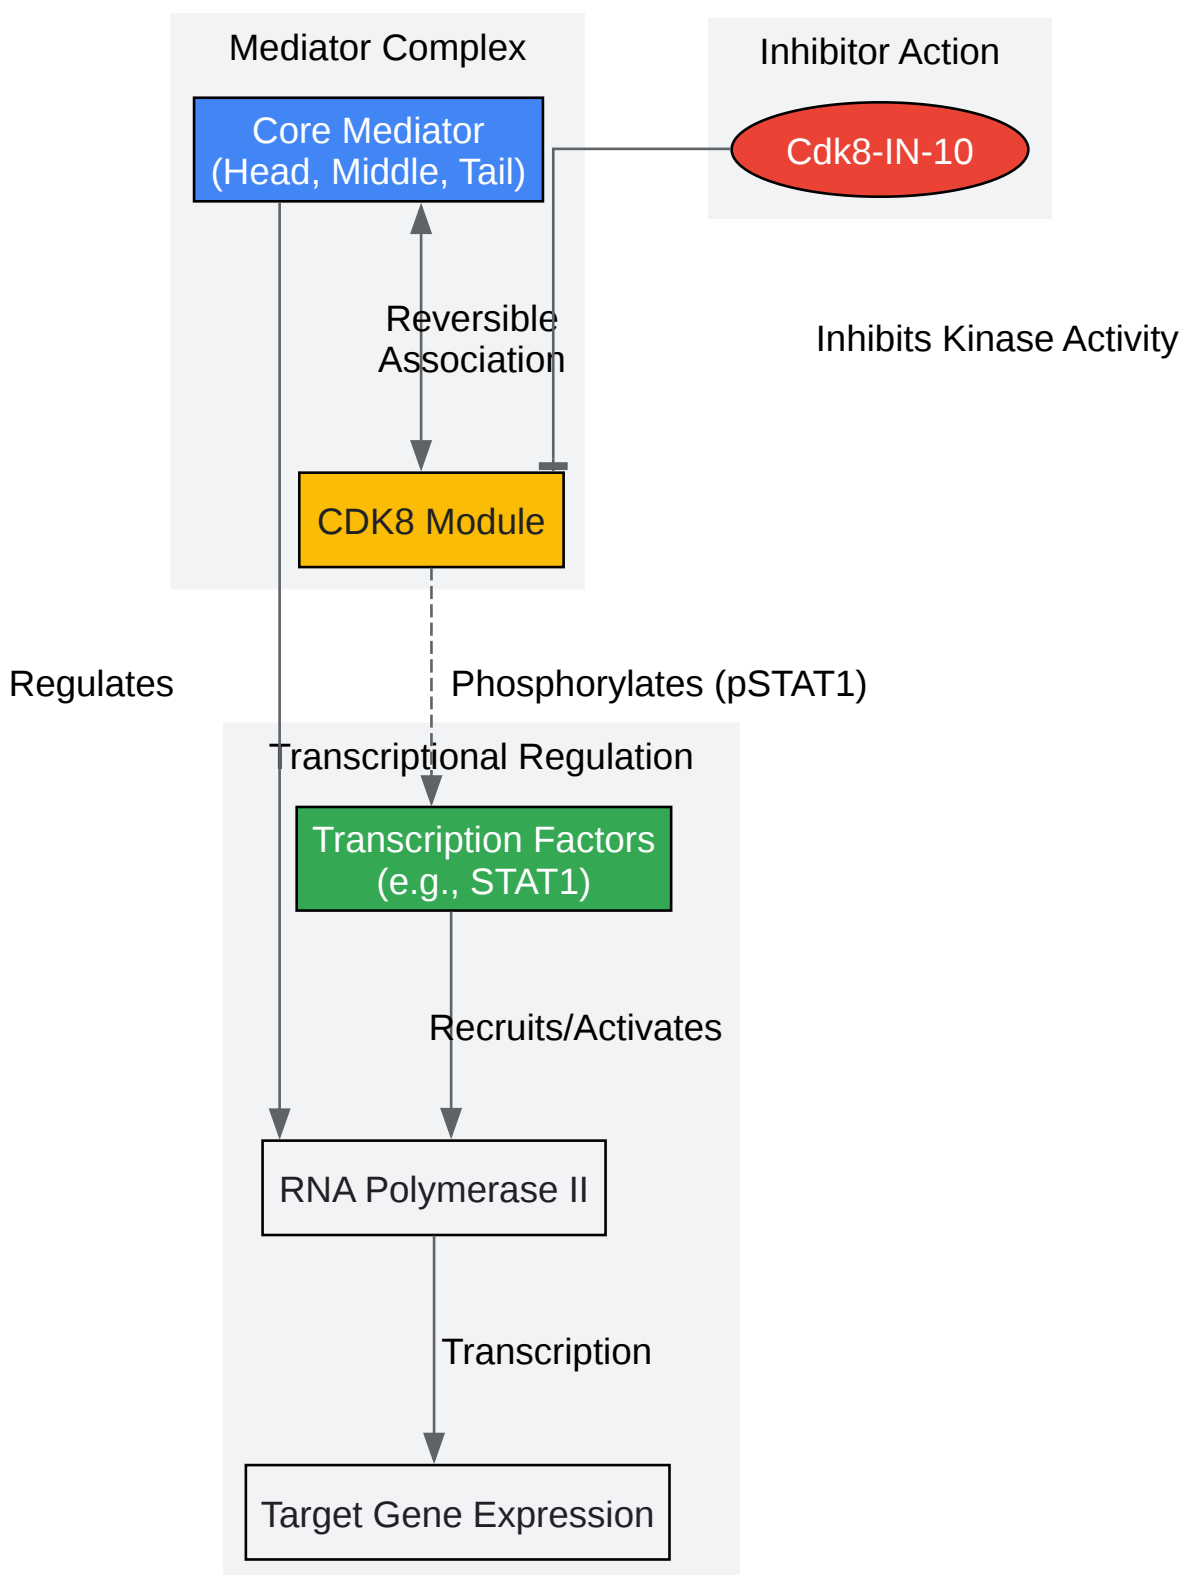 Mediator Complex
Inhibitor Action
Core Mediator
(Head, Middle, Tail)
Cdk8-IN-10
Reversible
Association
Inhibits Kinase Activity
CDK8 Module
Regulates
Phosphorylates (pSTAT1)
Transcriptional Regulation
Transcription Factors
(e.g., STAT1)
Recruits/Activates
RNA Polymerase II
Transcription
Target Gene Expression